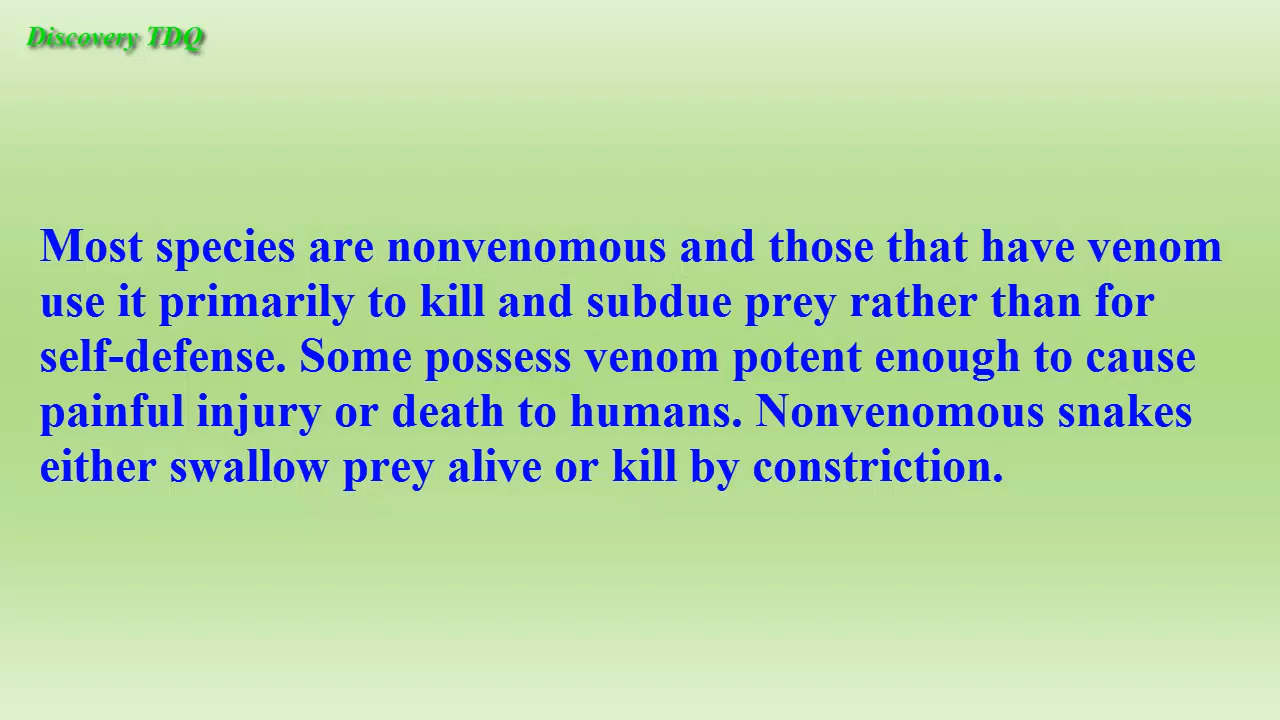 Discovery TDQ
Most species are nonvenomous and those that have venom
use it primarily to kill and subdue prey rather than for
self-defense. Some possess venom potent enough to cause
painful injury or death to humans. Nonvenomous snakes
either swallow prey alive or kill by constriction.